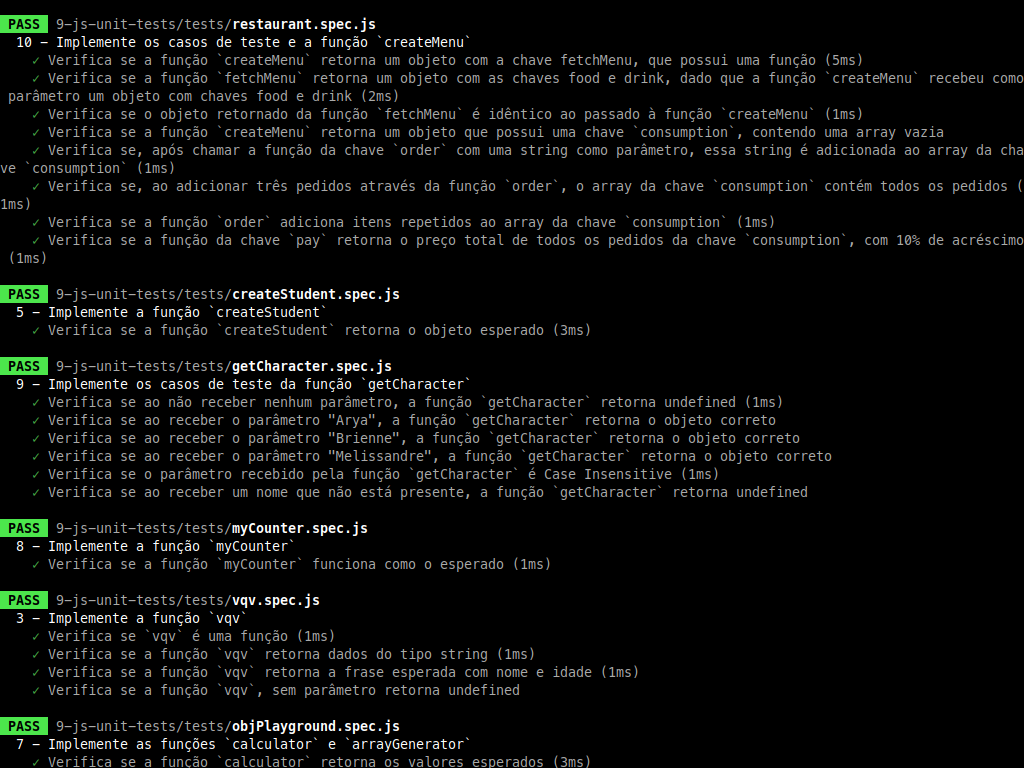 PASS 9-js-unit-tests/tests/restaurant.spec.js
10 – Implemente os casos de teste e a função `createMenu`
✓ Verifica se a função `createMenu` retorna um objeto com a chave fetchMenu, que possui uma função (5ms)
✓ Verifica se a função `fetchMenu` retorna um objeto com as chaves food e drink, dado que a função `createMenu` recebeu como
parâmetro um objeto com chaves food e drink (2ms)
✓ Verifica se o objeto retornado da função `fetchMenu` é idêntico ao passado à função `createMenu` (1ms)
✓ Verifica se a função `createMenu` retorna um objeto que possui uma chave `consumption`, contendo uma array vazia
✓ Verifica se, após chamar a função da chave `order` com uma string como parâmetro, essa string é adicionada ao array da cha
ve `consumption` (1ms)
✓ Verifica se, ao adicionar três pedidos através da função `order`, o array da chave `consumption` contém todos os pedidos (
1ms)
✓ Verifica se a função `order` adiciona itens repetidos ao array da chave `consumption` (1ms)
✓ Verifica se a função da chave `pay` retorna o preço total de todos os pedidos da chave `consumption`, com 10% de acréscimo
(1ms)
PASS 9-js-unit-tests/tests/createStudent.spec.js
5 – Implemente a função `createStudent`
✓ Verifica se a função `createStudent` retorna o objeto esperado (3ms)
PASS 9-js-unit-tests/tests/getCharacter.spec.js
9 – Implemente os casos de teste da função `getCharacter`
✓ Verifica se ao não receber nenhum parâmetro, a função `getCharacter` retorna undefined (1ms)
✓ Verifica se ao receber o parâmetro "Arya", a função `getCharacter` retorna o objeto correto
✓ Verifica se ao receber o parâmetro "Brienne", a função `getCharacter` retorna o objeto correto
✓ Verifica se ao receber o parâmetro "Melissandre", a função `getCharacter` retorna o objeto correto
✓ Verifica se o parâmetro recebido pela função `getCharacter` é Case Insensitive (1ms)
✓ Verifica se ao receber um nome que não está presente, a função `getCharacter` retorna undefined
PASS 9-js-unit-tests/tests/myCounter.spec.js
8 – Implemente a função `myCounter`
✓ Verifica se a função `myCounter` funciona como o esperado (1ms)
PASS 9-js-unit-tests/tests/vqv.spec.js
3 – Implemente a função `vqv`
✓ Verifica se `vqv` é uma função (1ms)
✓ Verifica se a função `vqv` retorna dados do tipo string (1ms)
✓ Verifica se a função `vqv` retorna a frase esperada com nome e idade (1ms)
✓ Verifica se a função `vqv`, sem parâmetro retorna undefined
PASS 9-js-unit-tests/tests/objPlayground.spec.js
7 – Implemente as funções `calculator` e `arrayGenerator`
✓ Verifica se a função `calculator` retorna os valores esperados (3ms)